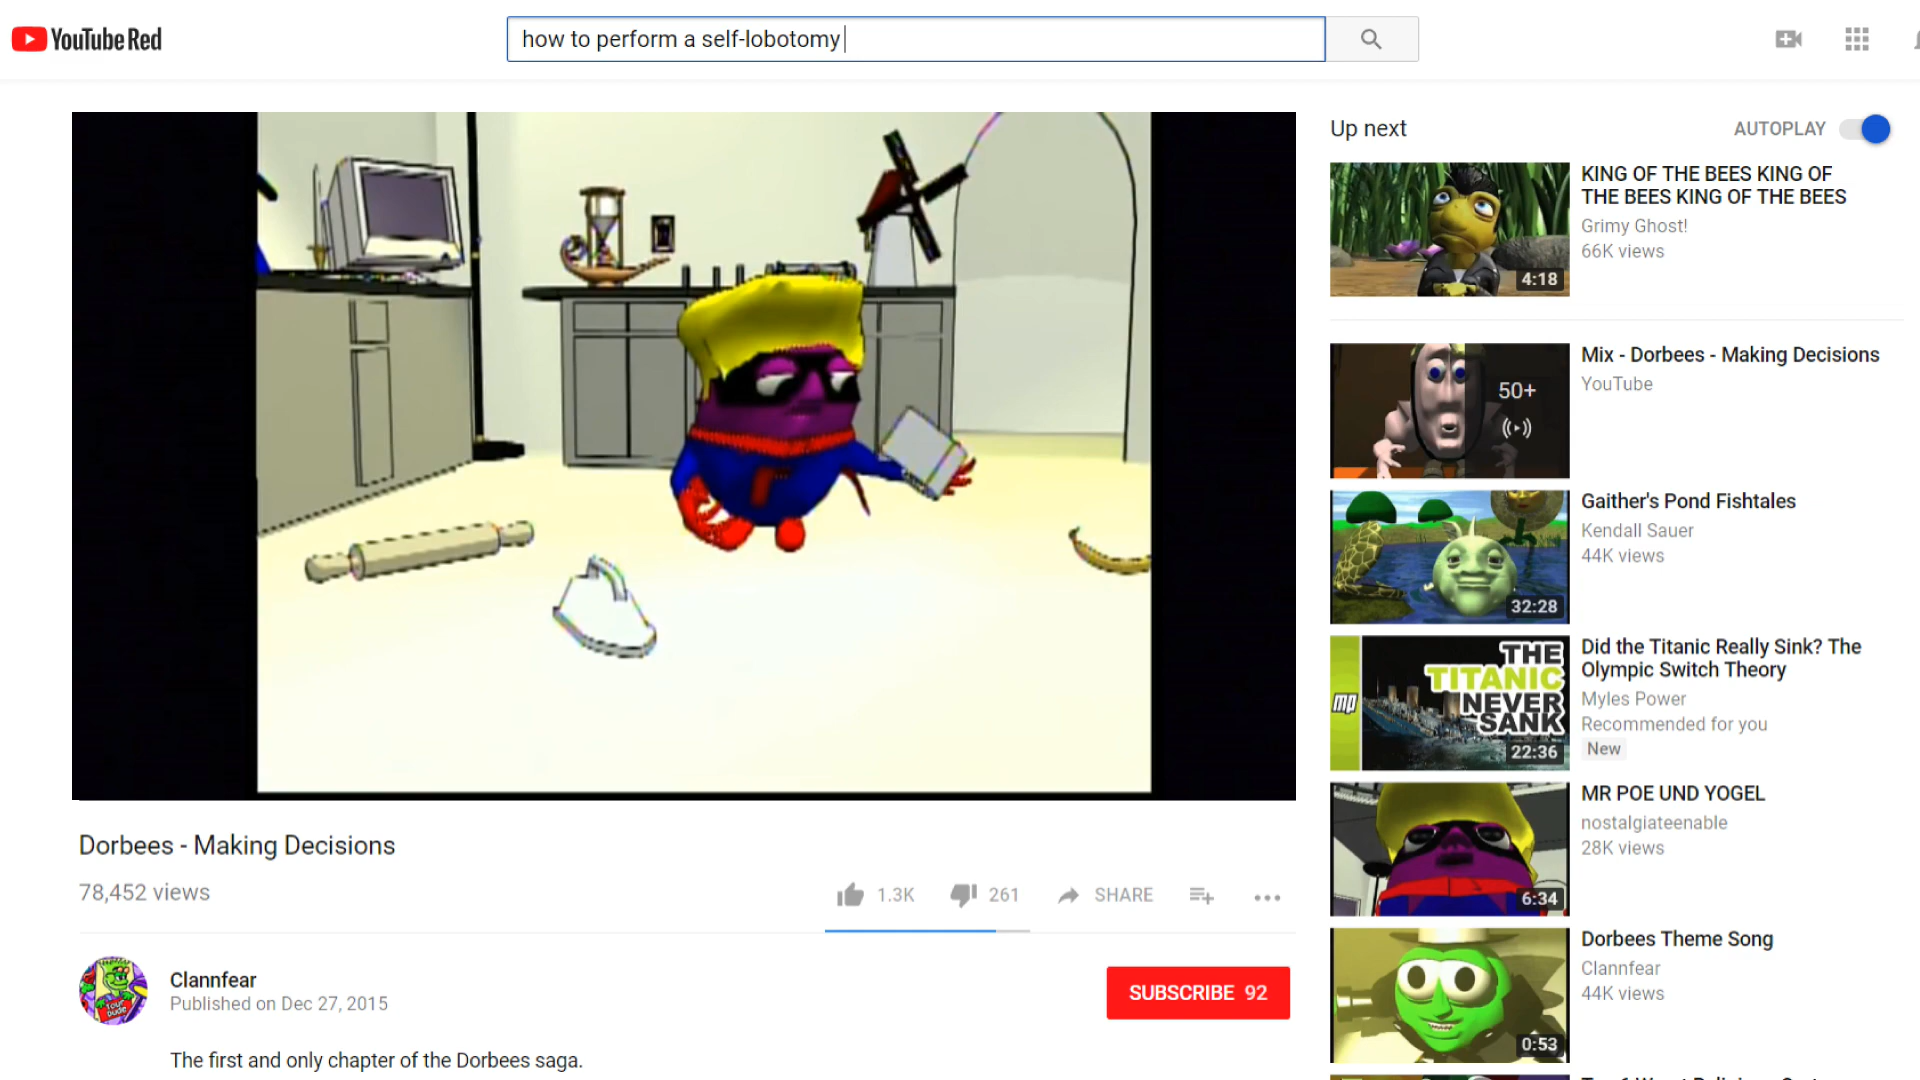 YouTube Red
how to perform a self-lobotomy
Up next
AUTOPLAY
KING OF THE BEES KING OF
THE BEES KING OF THE BEES
Grimy Ghost!
66K views
4:18
Mix - Dorbees - Making Decisions
YouTube
50+
Gaither's Pond Fishtales
Kendall Sauer
44K views
32:28
Did the Titanic Really Sink? The
Olympic Switch Theory
Myles Power
Recommended for you
New
mp
THE
TITANIC
NEVER
SANK
22:36
MR POE UND YOGEL
nostalgiateenable
28K views
6:34
Dorbees Theme Song
Clannfear
44K views
0:53
Dorbees - Making Decisions
78,452 views
1.3K
261
SHARE
Clannfear
Published on Dec 27, 2015
SUBSCRIBE 92
The first and only chapter of the Dorbees saga.